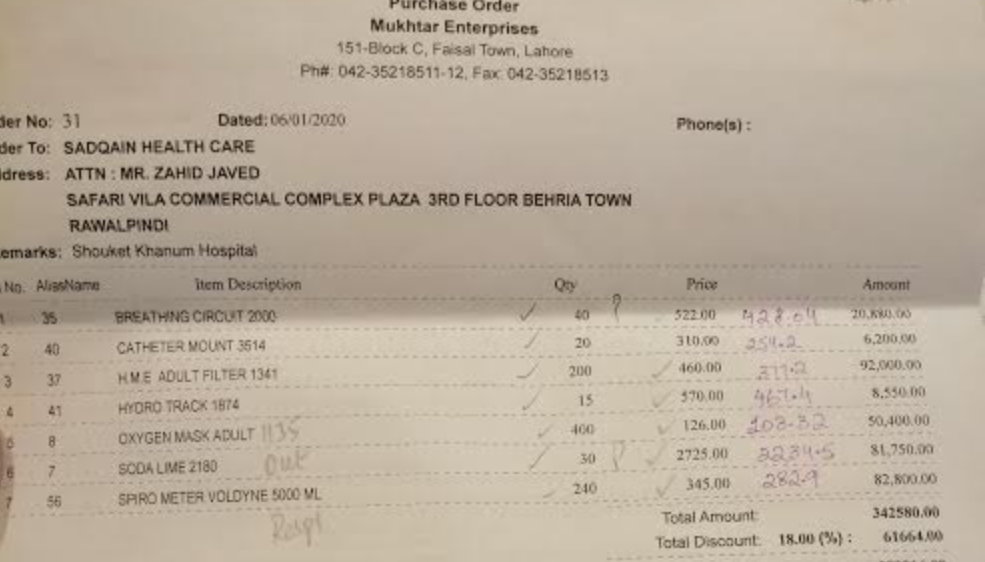 Purchase Order
Mukhtar Enterprises
151-Block C, Faisal Town, Lahore
Ph#: 042-35218511-12, Fax: 042-35218513
der No: 31 Dated: 06/01/2020 Phone(s) :
der To: SADQAIN HEALTH CARE
ddress: ATTN : MR. ZAHID JAVED
SAFARI VILA COMMERCIAL COMPLEX PLAZA 3RD FLOOR BEHRIA TOWN
RAWALPINDI
emarks: Shouket Khanum Hospital
No. AliasName Item Description Qty Price Amount
1 35 BREATHING CIRCUIT 2000 40 522.00 428.04 20,880.00
2 40 CATHETER MOUNT 3514 20 310.00 254.2 6,200.00
3 37 H.M.E ADULT FILTER 1341 200 460.00 377.2 92,000.00
4 41 HYDRO TRACK 1874 15 570.00 467.4 8,550.00
5 8 OXYGEN MASK ADULT 1135 400 126.00 103.32 50,400.00
6 7 SODA LIME 2180 Out 30 2725.00 2234.5 81,750.00
7 56 SPIRO METER VOLDYNE 5000 ML 240 345.00 282.9 82,800.00
Total Amount: 342580.00
Total Discount: 18.00 (%) : 61664.00